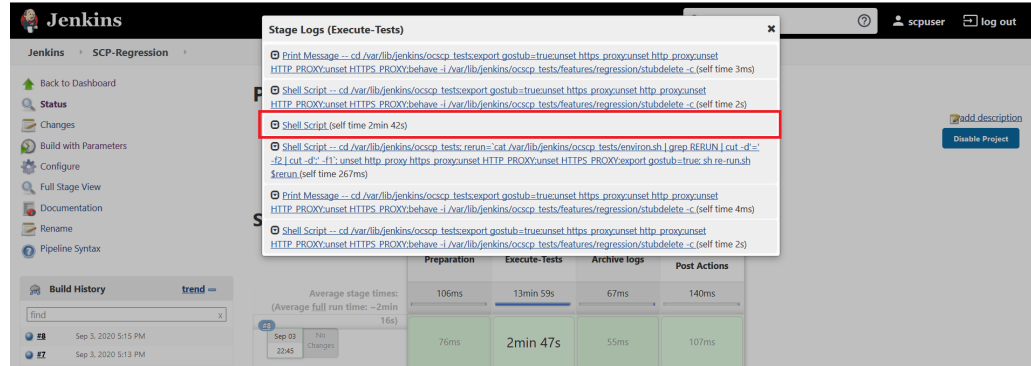 Jenkins
scpuser
log out
Jenkins
SCP-Regression
Back to Dashboard
Status
Changes
Build with Parameters
Configure
Full Stage View
Documentation
Rename
Pipeline Syntax
Build History
trend
find
x
#8 Sep 3, 2020 5:15 PM
#7 Sep 3, 2020 5:13 PM
Stage Logs (Execute-Tests)
Print Message -- cd /var/lib/jenkins/ocscp_tests;export gostub=true;unset https_proxy;unset http_proxy;unset
HTTP_PROXY;unset HTTPS_PROXY;behave -i /var/lib/jenkins/ocscp_tests/features/regression/stubdelete -c (self time 3ms)
Shell Script -- cd /var/lib/jenkins/ocscp_tests;export gostub=true;unset https_proxy;unset http_proxy;unset
HTTP_PROXY;unset HTTPS_PROXY;behave -i /var/lib/jenkins/ocscp_tests/features/regression/stubdelete -c (self time 2s)
Shell Script (self time 2min 42s)
Shell Script -- cd /var/lib/jenkins/ocscp_tests; rerun=`cat /var/lib/jenkins/ocscp_tests/environ.sh | grep RERUN | cut -d'='
-f2 | cut -d';' -f1`; unset http_proxy https_proxy;unset HTTP_PROXY;unset HTTPS_PROXY;export gostub=true; sh re-run.sh
$rerun (self time 267ms)
Print Message -- cd /var/lib/jenkins/ocscp_tests;export gostub=true;unset https_proxy;unset http_proxy;unset
HTTP_PROXY;unset HTTPS_PROXY;behave -i /var/lib/jenkins/ocscp_tests/features/regression/stubdelete -c (self time 4ms)
Shell Script -- cd /var/lib/jenkins/ocscp_tests;export gostub=true;unset https_proxy;unset http_proxy;unset
HTTP_PROXY;unset HTTPS_PROXY;behave -i /var/lib/jenkins/ocscp_tests/features/regression/stubdelete -c (self time 2s)
add description
Disable Project
P
S
Preparation
Execute-Tests
Archive logs
Post Actions
Average stage times:
(Average full run time: ~2min
16s)
106ms
13min 59s
67ms
140ms
#8
Sep 03
22:45
No
Changes
76ms
2min 47s
55ms
107ms